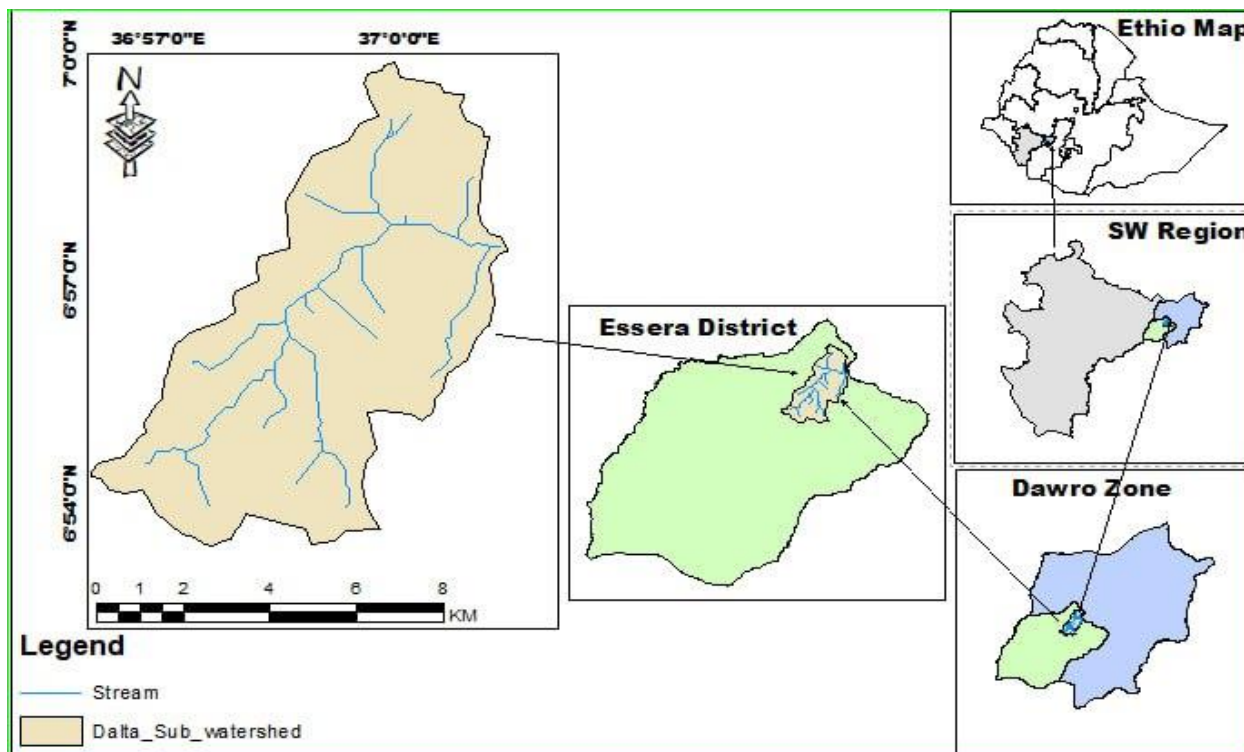 36°57'0"E
37°0'0"E
7°0'0"N
6°57'0"N
6°54'0"N
N
0 1 2 4 6 8
KM
Legend
Stream
Dalta_Sub_watershed
Essera District
Ethio Map
SW Region
Dawro Zone